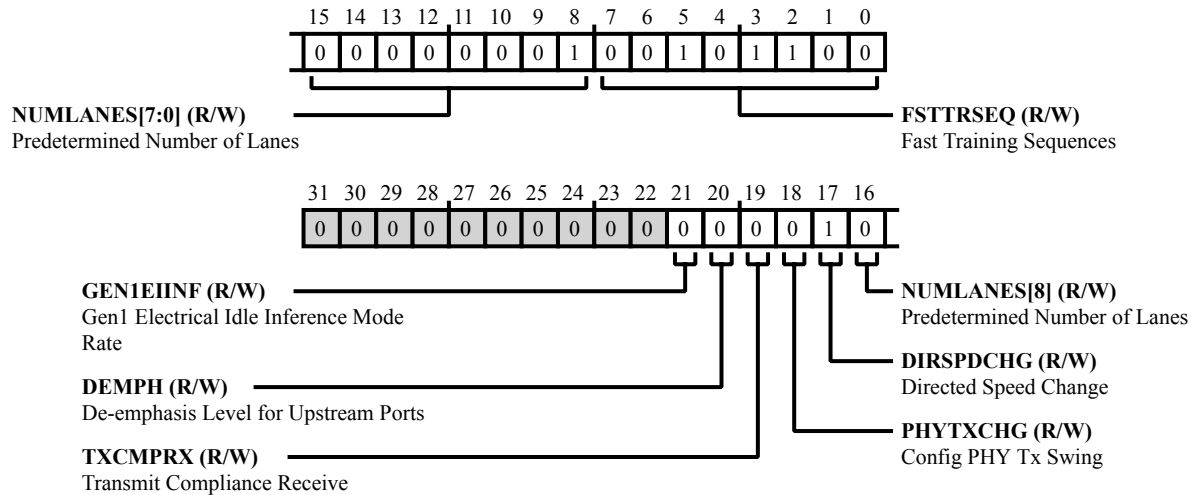 15 14 13 12 11 10 9 8 7 6 5 4 3 2 1 0
0 0 0 0 0 0 0 1 0 0 1 0 1 1 0 0
NUMLANES[7:0] (R/W)
Predetermined Number of Lanes
FSTTRSEQ (R/W)
Fast Training Sequences
31 30 29 28 27 26 25 24 23 22 21 20 19 18 17 16
0 0 0 0 0 0 0 0 0 0 0 0 0 0 1 0
GEN1EIINF (R/W)
Gen1 Electrical Idle Inference Mode
Rate
DEMPH (R/W)
De-emphasis Level for Upstream Ports
TXCMPRX (R/W)
Transmit Compliance Receive
NUMLANES[8] (R/W)
Predetermined Number of Lanes
DIRSPDCHG (R/W)
Directed Speed Change
PHYTXCHG (R/W)
Config PHY Tx Swing